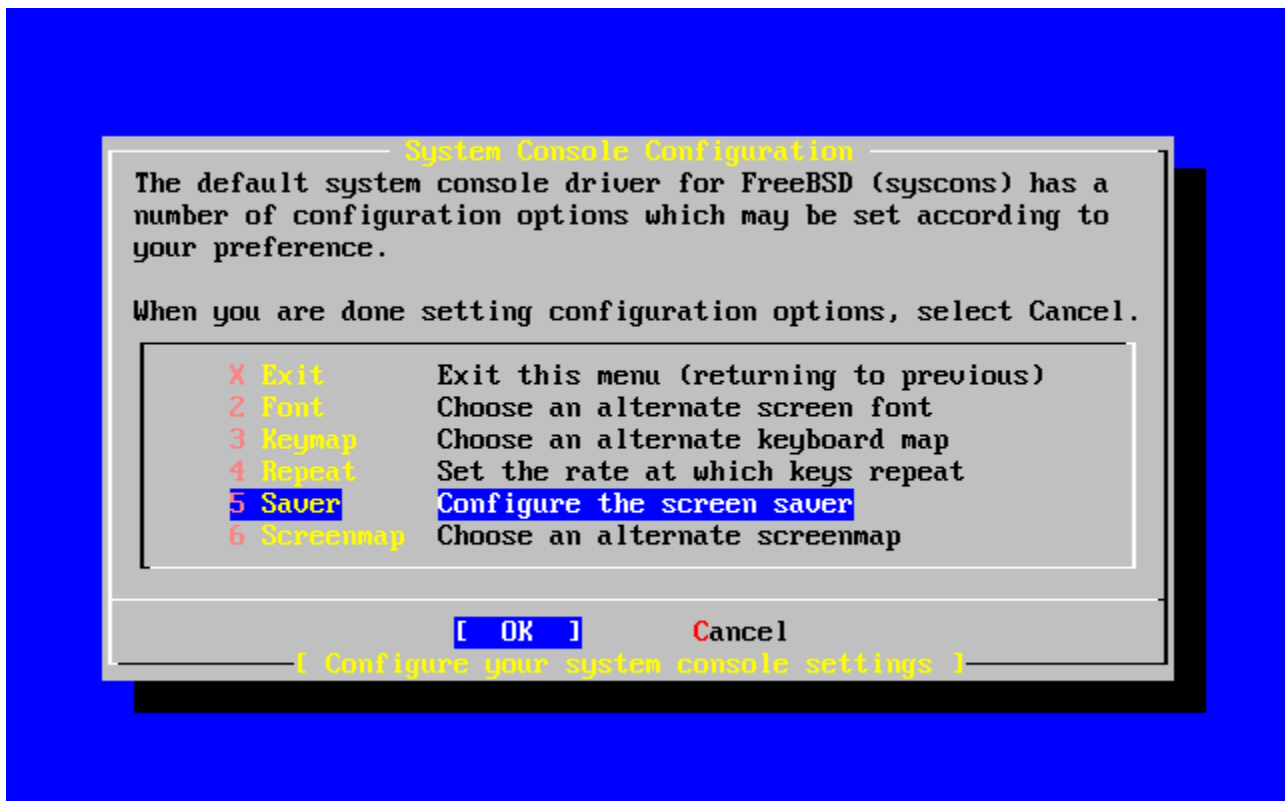 System Console Configuration
The default system console driver for FreeBSD (syscons) has a
number of configuration options which may be set according to
your preference.
When you are done setting configuration options, select Cancel.
X Exit Exit this menu (returning to previous)
2 Font Choose an alternate screen font
3 Keymap Choose an alternate keyboard map
4 Repeat Set the rate at which keys repeat
5 Saver Configure the screen saver
6 Screenmap Choose an alternate screenmap
[ OK ] Cancel
[ Configure your system console settings ]